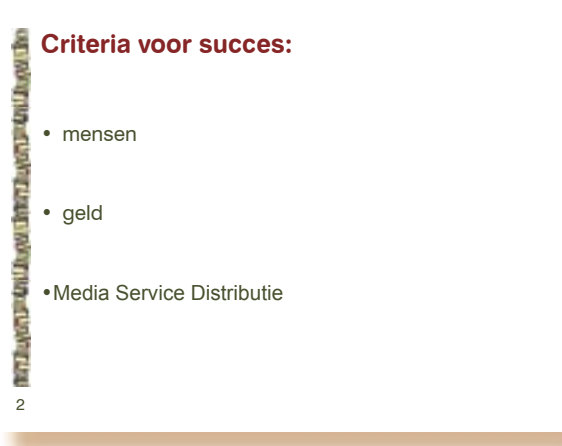 Criteria voor succes:
• mensen
• geld
•Media Service Distributie
2